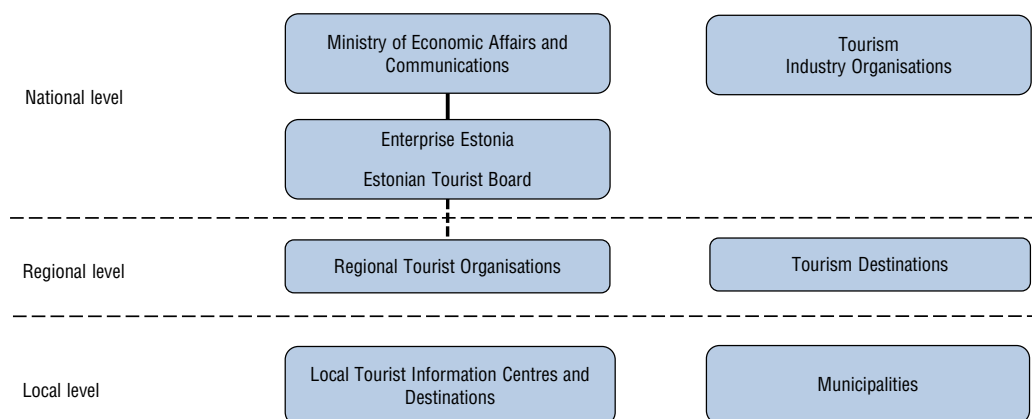 Ministry of Economic Affairs and
Communications
Tourism
Industry Organisations
National level
Enterprise Estonia
Estonian Tourist Board
Regional level
Regional Tourist Organisations
Tourism Destinations
Local level
Local Tourist Information Centres and
Destinations
Municipalities